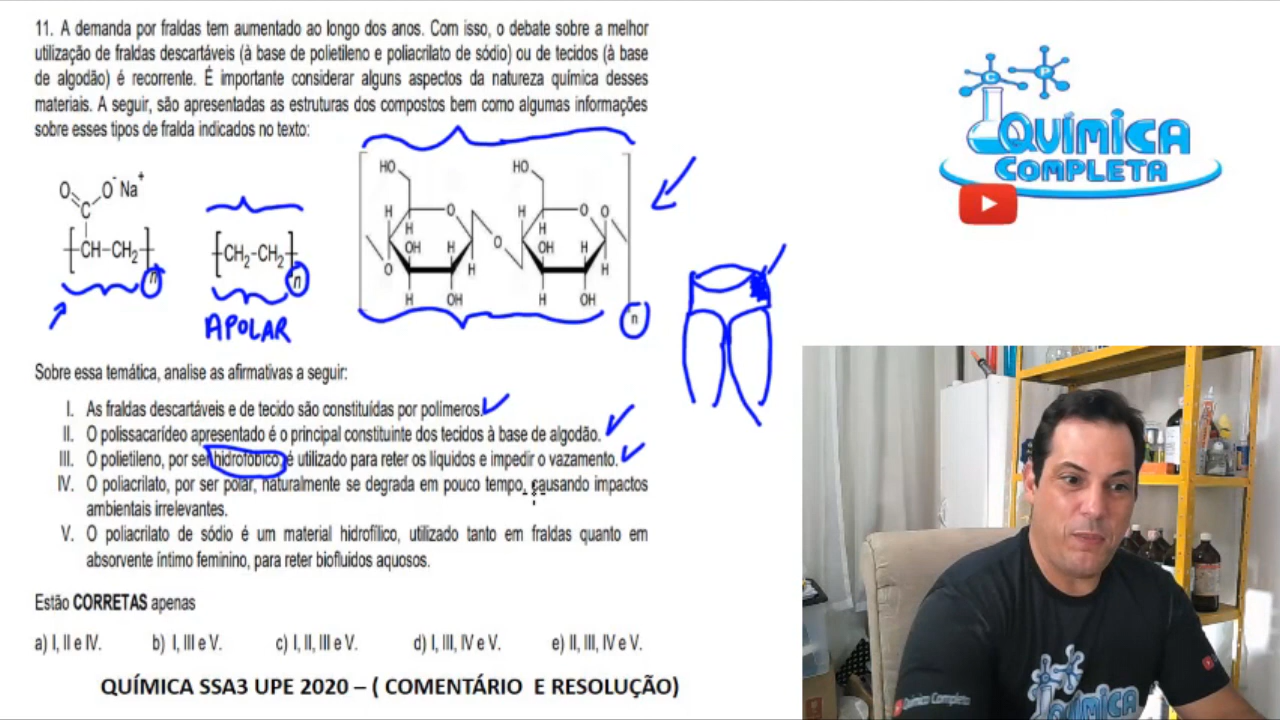 11. A demanda por fraldas tem aumentado ao longo dos anos. Com isso, o debate sobre a melhor
utilização de fraldas descartáveis (à base de polietileno e poliacrilato de sódio) ou de tecidos (à base
de algodão) é recorrente. É importante considerar alguns aspectos da natureza química desses
materiais. A seguir, são apresentadas as estruturas dos compostos bem como algumas informações
sobre esses tipos de fralda indicados no texto:
O O⁻ Na⁺
C
CH–CH₂ n
CH₂–CH₂ n
APOLAR
HO HO
H O H O O
H H
OH H O OH H
O H H
H OH H OH
n
QUÍMICA
COMPLETA
C P
Sobre essa temática, analise as afirmativas a seguir:
I. As fraldas descartáveis e de tecido são constituídas por polímeros.
II. O polissacarídeo apresentado é o principal constituinte dos tecidos à base de algodão.
III. O polietileno, por ser hidrofóbico, é utilizado para reter os líquidos e impedir o vazamento.
IV. O poliacrilato, por ser polar, naturalmente se degrada em pouco tempo, causando impactos
ambientais irrelevantes.
V. O poliacrilato de sódio é um material hidrofílico, utilizado tanto em fraldas quanto em
absorvente íntimo feminino, para reter biofluidos aquosos.
Estão CORRETAS apenas
a) I, II e IV. b) I, III e V. c) I, II, III e V. d) I, III, IV e V. e) II, III, IV e V.
QUÍMICA SSA3 UPE 2020 – ( COMENTÁRIO E RESOLUÇÃO)
Química Completa
QUÍMICA